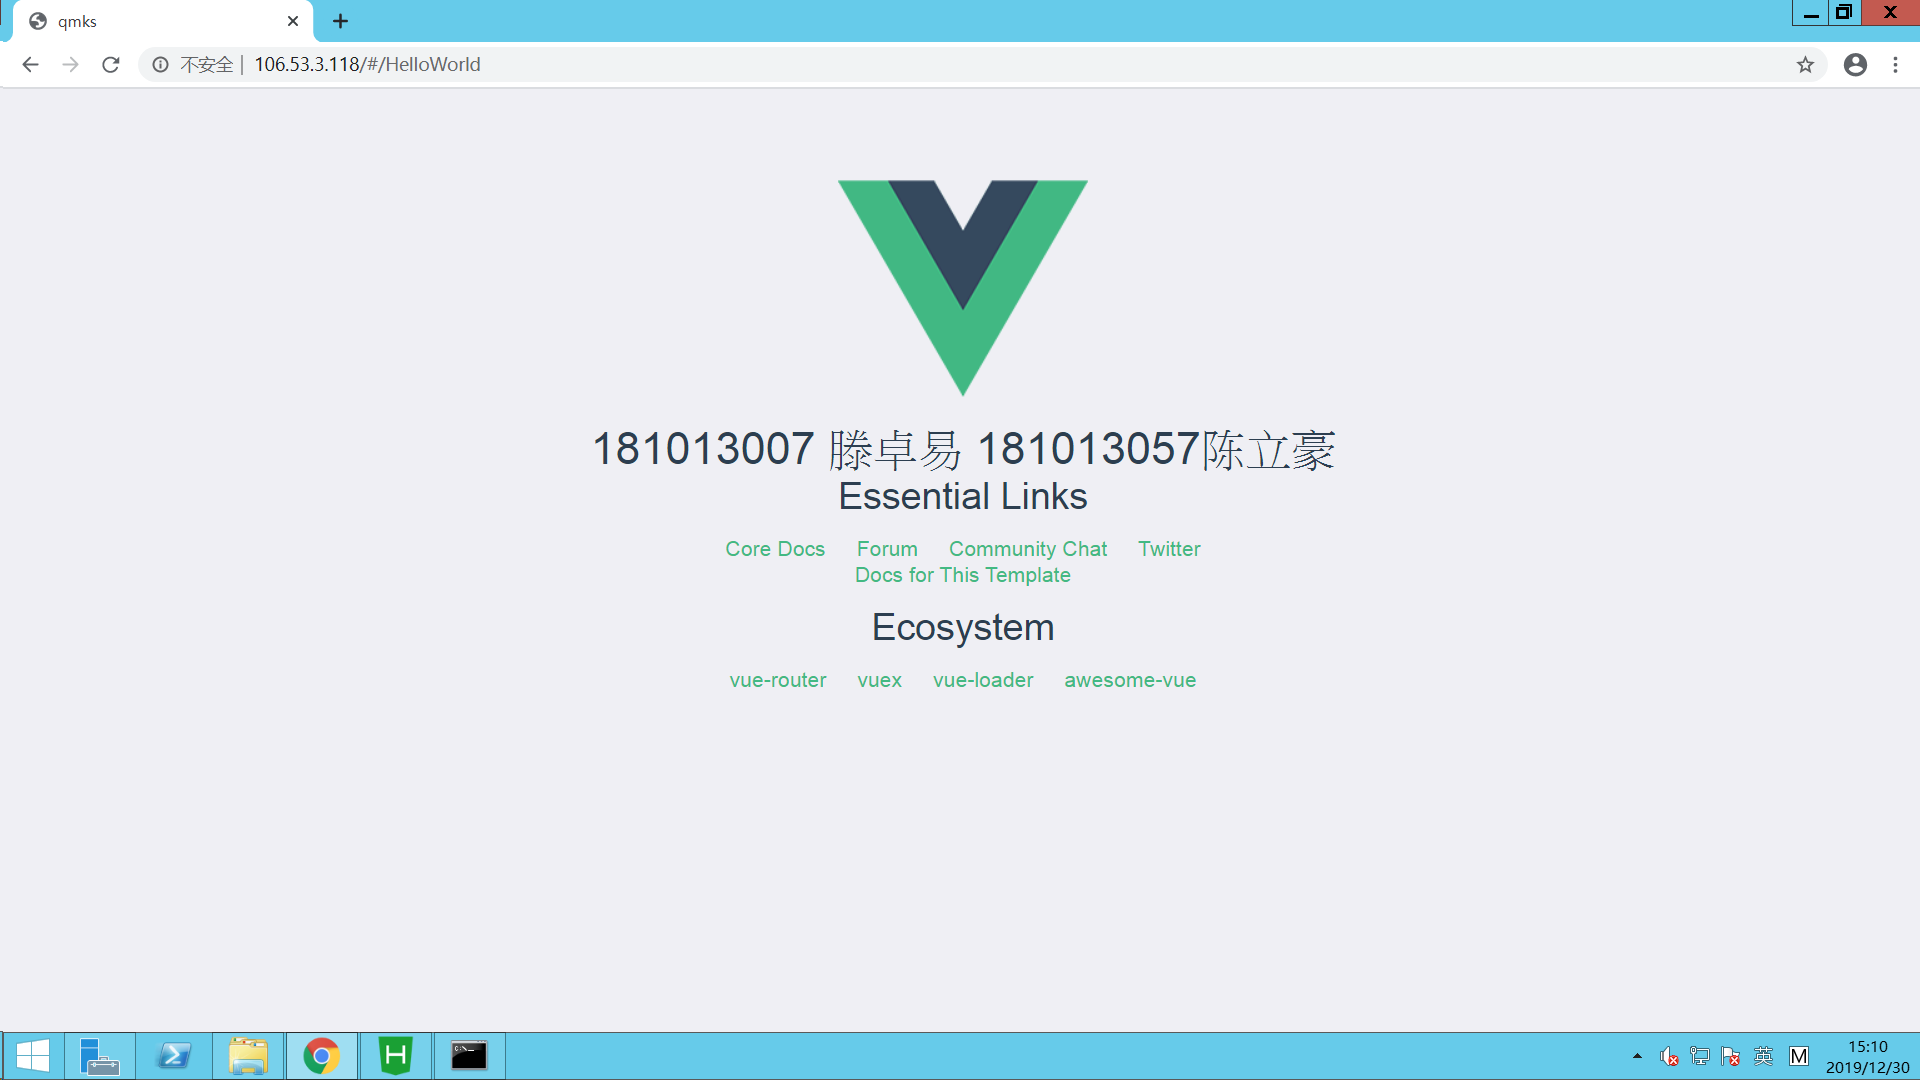 qmks
不安全 106.53.3.118/#/HelloWorld
181013007 滕卓易 181013057陈立豪
Essential Links
Core Docs Forum Community Chat Twitter
Docs for This Template
Ecosystem
vue-router vuex vue-loader awesome-vue
英 M
15:10
2019/12/30